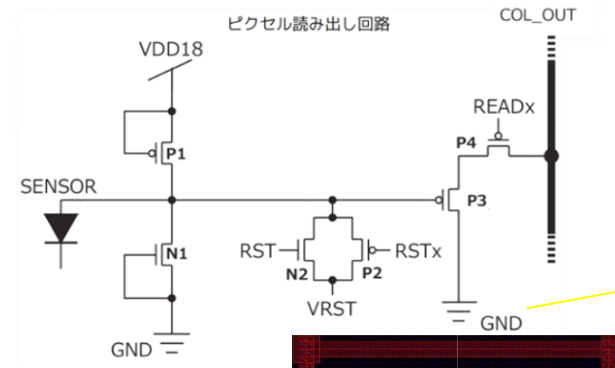 ピクセル読み出し回路
COL_OUT
VDD18
READx
P4
P1
SENSOR
P3
N1
RST
RSTx
N2
P2
VRST
GND
GND